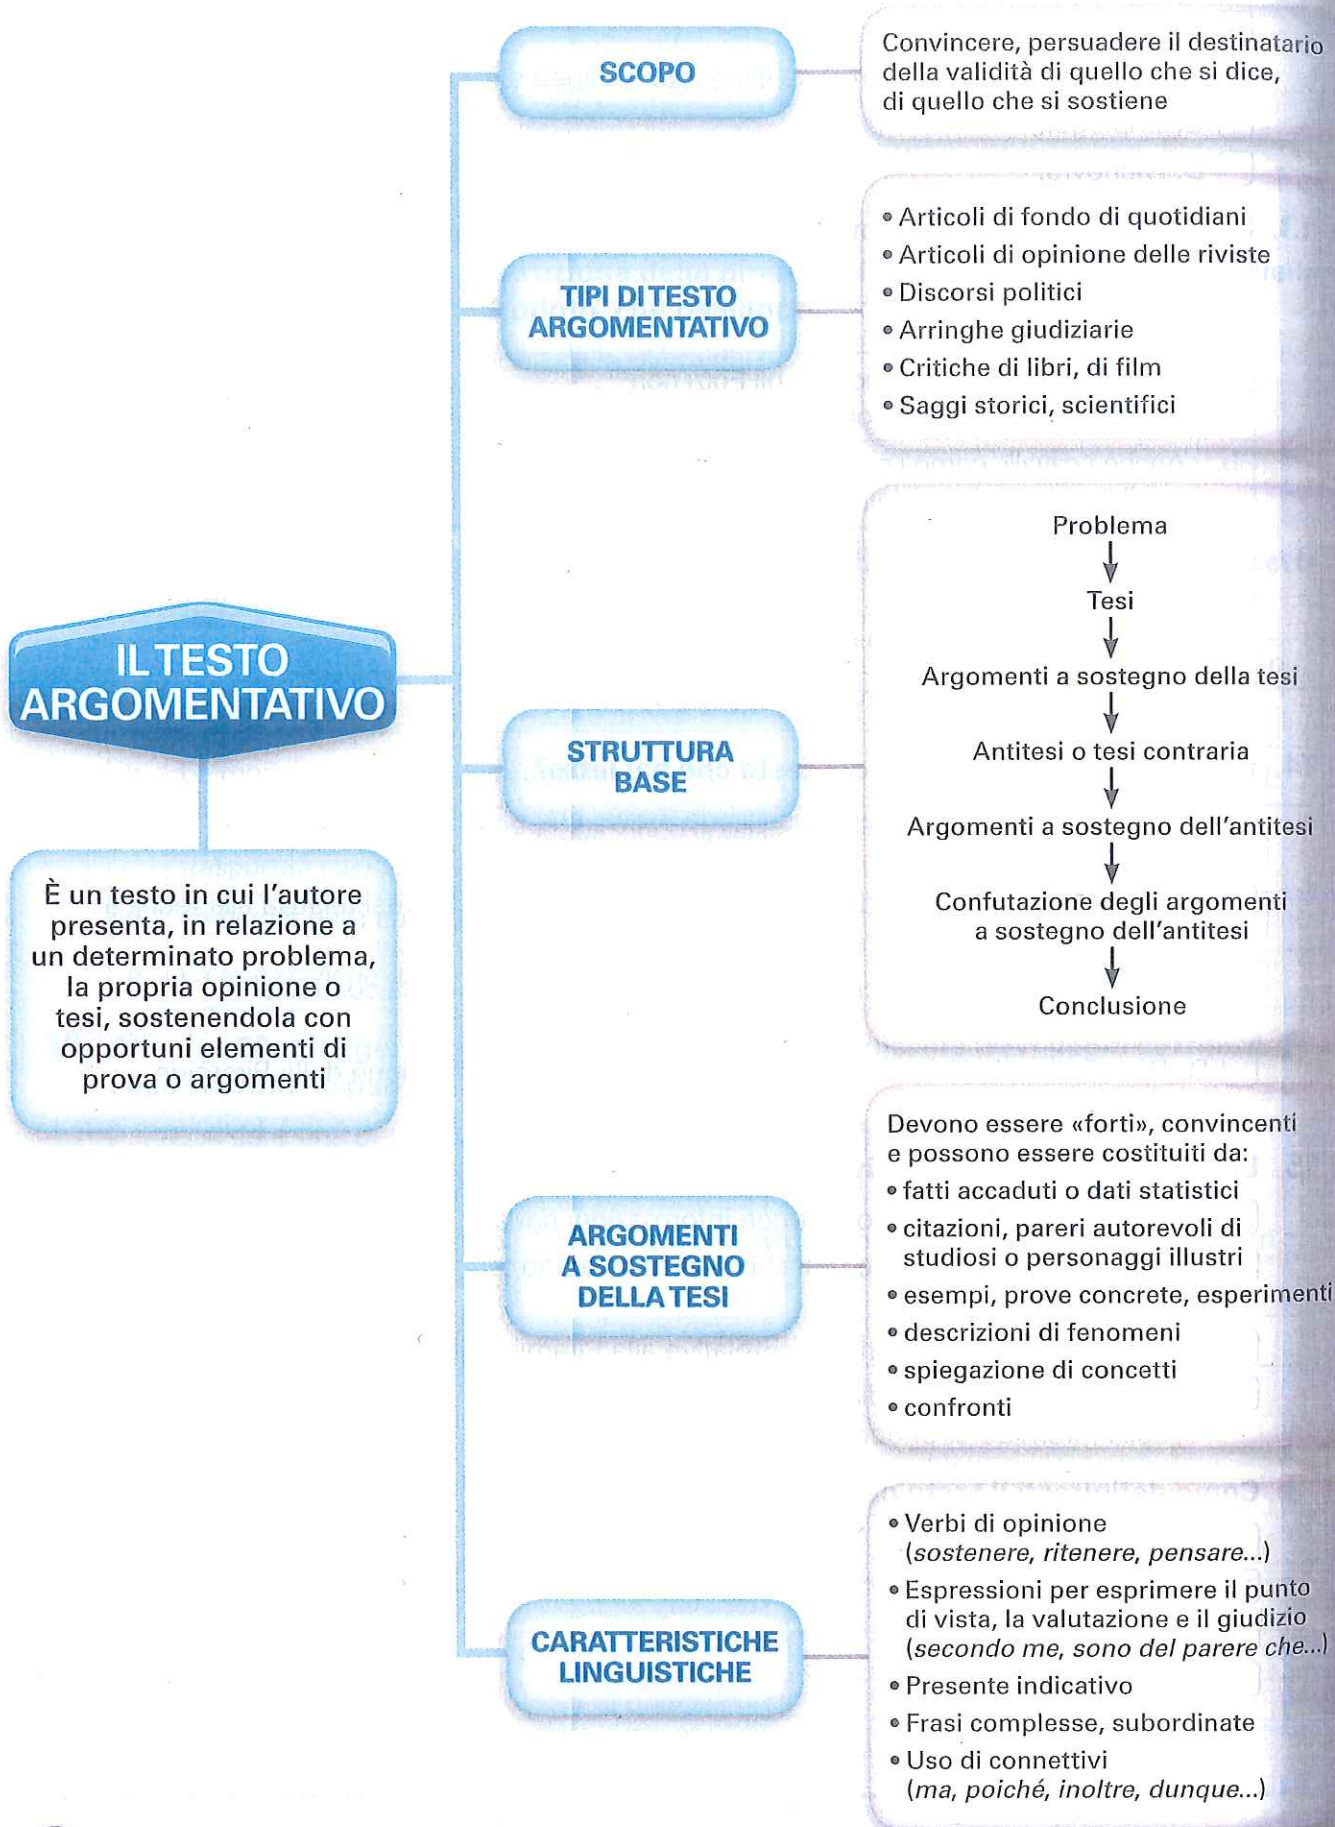 SCOPO
Convincere, persuadere il destinatario
della validità di quello che si dice,
di quello che si sostiene
TIPI DI TESTO
ARGOMENTATIVO
• Articoli di fondo di quotidiani
• Articoli di opinione delle riviste
• Discorsi politici
• Arringhe giudiziarie
• Critiche di libri, di film
• Saggi storici, scientifici
IL TESTO
ARGOMENTATIVO
È un testo in cui l'autore
presenta, in relazione a
un determinato problema,
la propria opinione o
tesi, sostenendola con
opportuni elementi di
prova o argomenti
STRUTTURA
BASE
Problema
Tesi
Argomenti a sostegno della tesi
Antitesi o tesi contraria
Argomenti a sostegno dell'antitesi
Confutazione degli argomenti
a sostegno dell'antitesi
Conclusione
ARGOMENTI
A SOSTEGNO
DELLA TESI
Devono essere «forti», convincenti
e possono essere costituiti da:
• fatti accaduti o dati statistici
• citazioni, pareri autorevoli di
studiosi o personaggi illustri
• esempi, prove concrete, esperimenti
• descrizioni di fenomeni
• spiegazione di concetti
• confronti
CARATTERISTICHE
LINGUISTICHE
• Verbi di opinione
(sostenere, ritenere, pensare...)
• Espressioni per esprimere il punto
di vista, la valutazione e il giudizio
(secondo me, sono del parere che...)
• Presente indicativo
• Frasi complesse, subordinate
• Uso di connettivi
(ma, poiché, inoltre, dunque...)